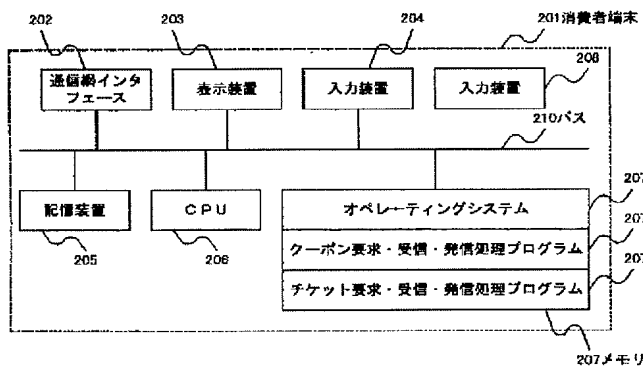 202
203
204
201消費者端末
通信網インタ
フェース
表示装置
入力装置
入力装置
208
210バス
記憶装置
CPU
オペレーティングシステム
207
クーポン要求・受信・発信処理プログラム
207
チケット要求・受信・発信処理プログラム
207
205
206
207メモリ